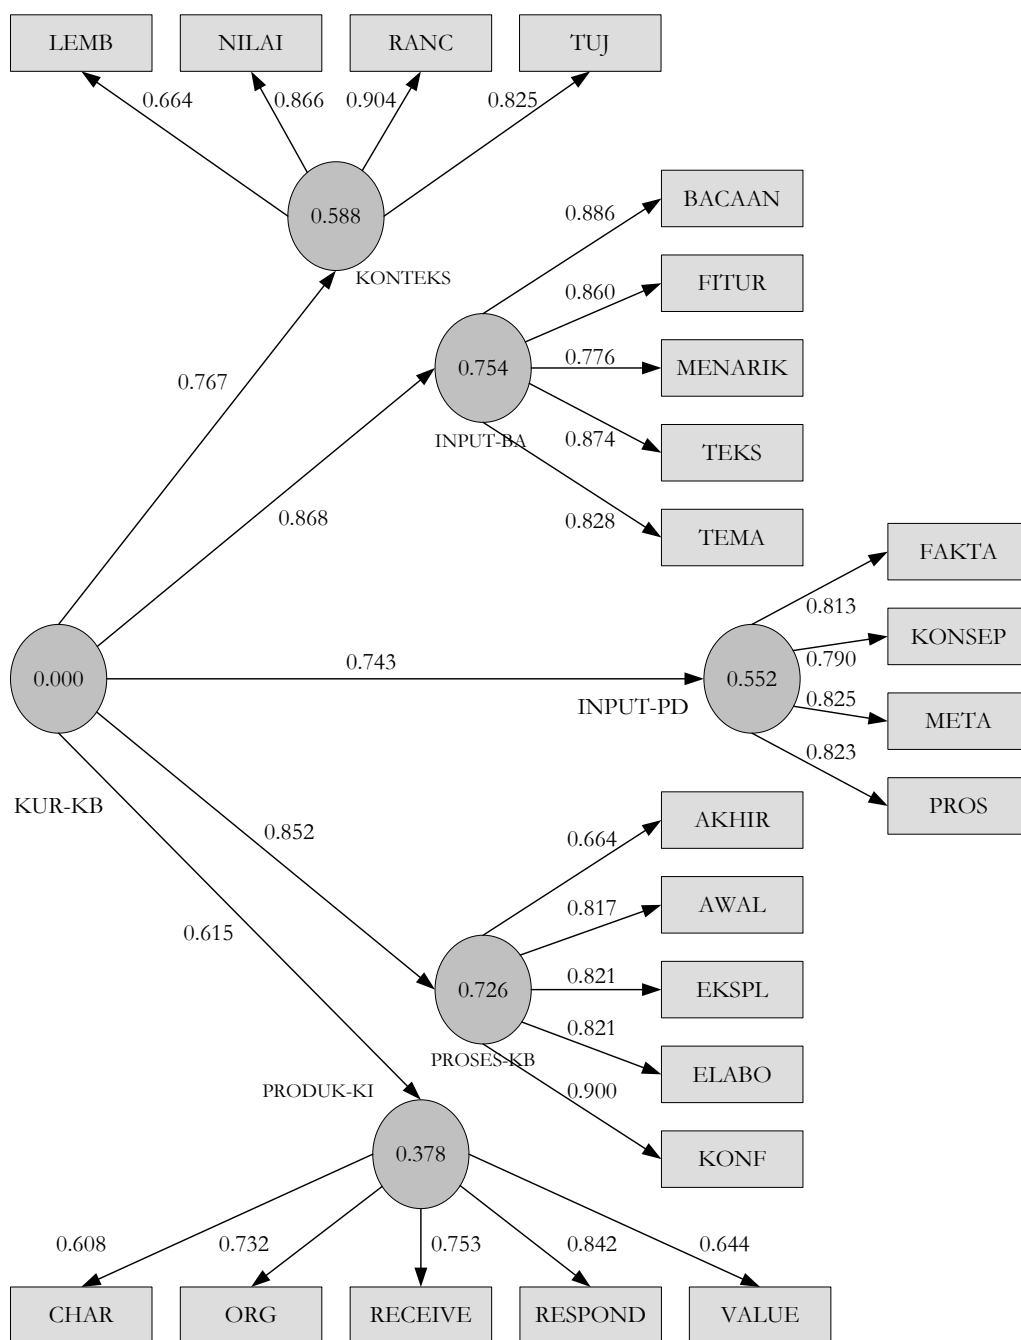 LEMB NILAI RANC TUJ
0.664 0.866 0.904 0.825
0.588
KONTEKS
0.767
BACAAN
0.886
FITUR
0.860
0.754
0.776
MENARIK
INPUT-BA
0.874
TEKS
0.868
0.828
TEMA
FAKTA
0.813
0.000
0.743
KONSEP
0.790
INPUT-PD
0.552
0.825
META
0.823
PROS
KUR-KB
0.852
AKHIR
0.664
AWAL
0.817
0.615
0.726
0.821
EKSPL
PROSES-KB
0.821
ELABO
0.900
KONF
PRODUK-KI
0.378
0.608 0.732 0.753 0.842 0.644
CHAR ORG RECEIVE RESPOND VALUE